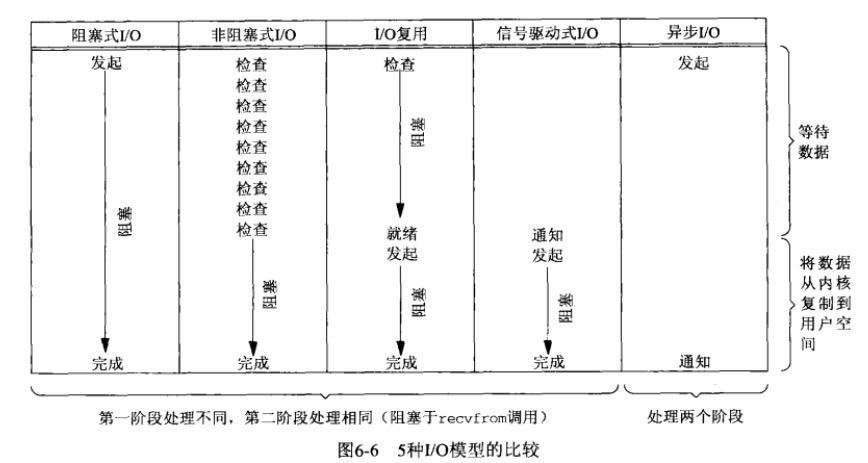 阻塞式I/O 非阻塞式I/O I/O复用 信号驱动式I/O 异步I/O
发起 检查 检查 发起
检查
检查
检查
检查
检查
检查
检查
检查
阻塞
阻塞
阻塞
就绪 通知
发起 发起
阻塞
阻塞
完成 完成 完成 完成 通知
等待
数据
将数据
从内核
复制到
用户空
间
第一阶段处理不同，第二阶段处理相同（阻塞于recvfrom调用） 处理两个阶段
图6-6 5种I/O模型的比较
阻塞